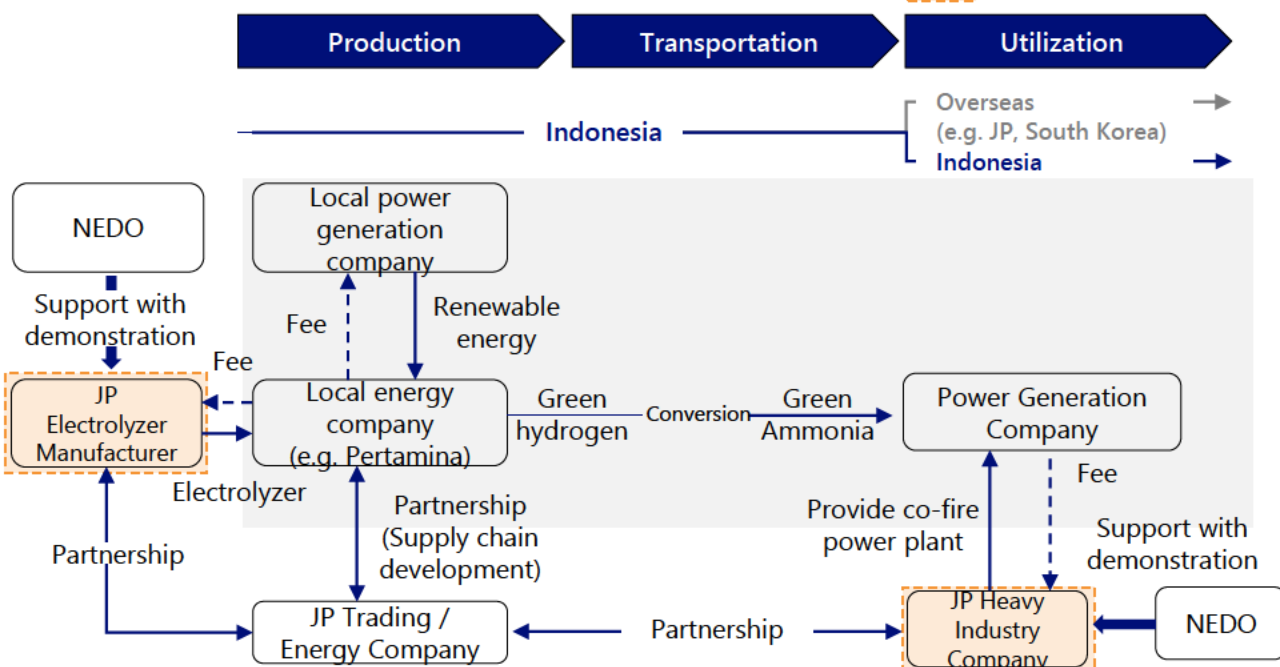 Production
Transportation
Utilization
Overseas
(e.g. JP, South Korea)
Indonesia
Indonesia
NEDO
Local power
generation
company
Support with
demonstration
Fee
Renewable
energy
Fee
JP
Electrolyzer
Manufacturer
Local energy
company
(e.g. Pertamina)
Green
hydrogen
Conversion
Green
Ammonia
Power Generation
Company
Electrolyzer
Partnership
(Supply chain
development)
Provide co-fire
power plant
Fee
Support with
demonstration
Partnership
JP Trading /
Energy Company
Partnership
JP Heavy
Industry
Company
NEDO